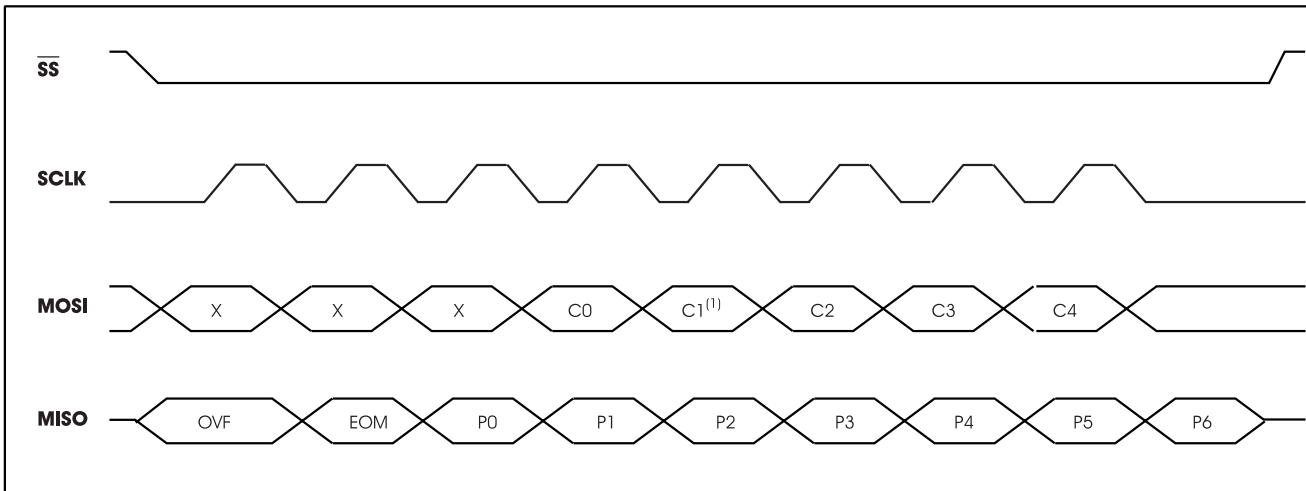 SS
SCLK
MOSI X X X C0 C1(1) C2 C3 C4
MISO OVF EOM P0 P1 P2 P3 P4 P5 P6